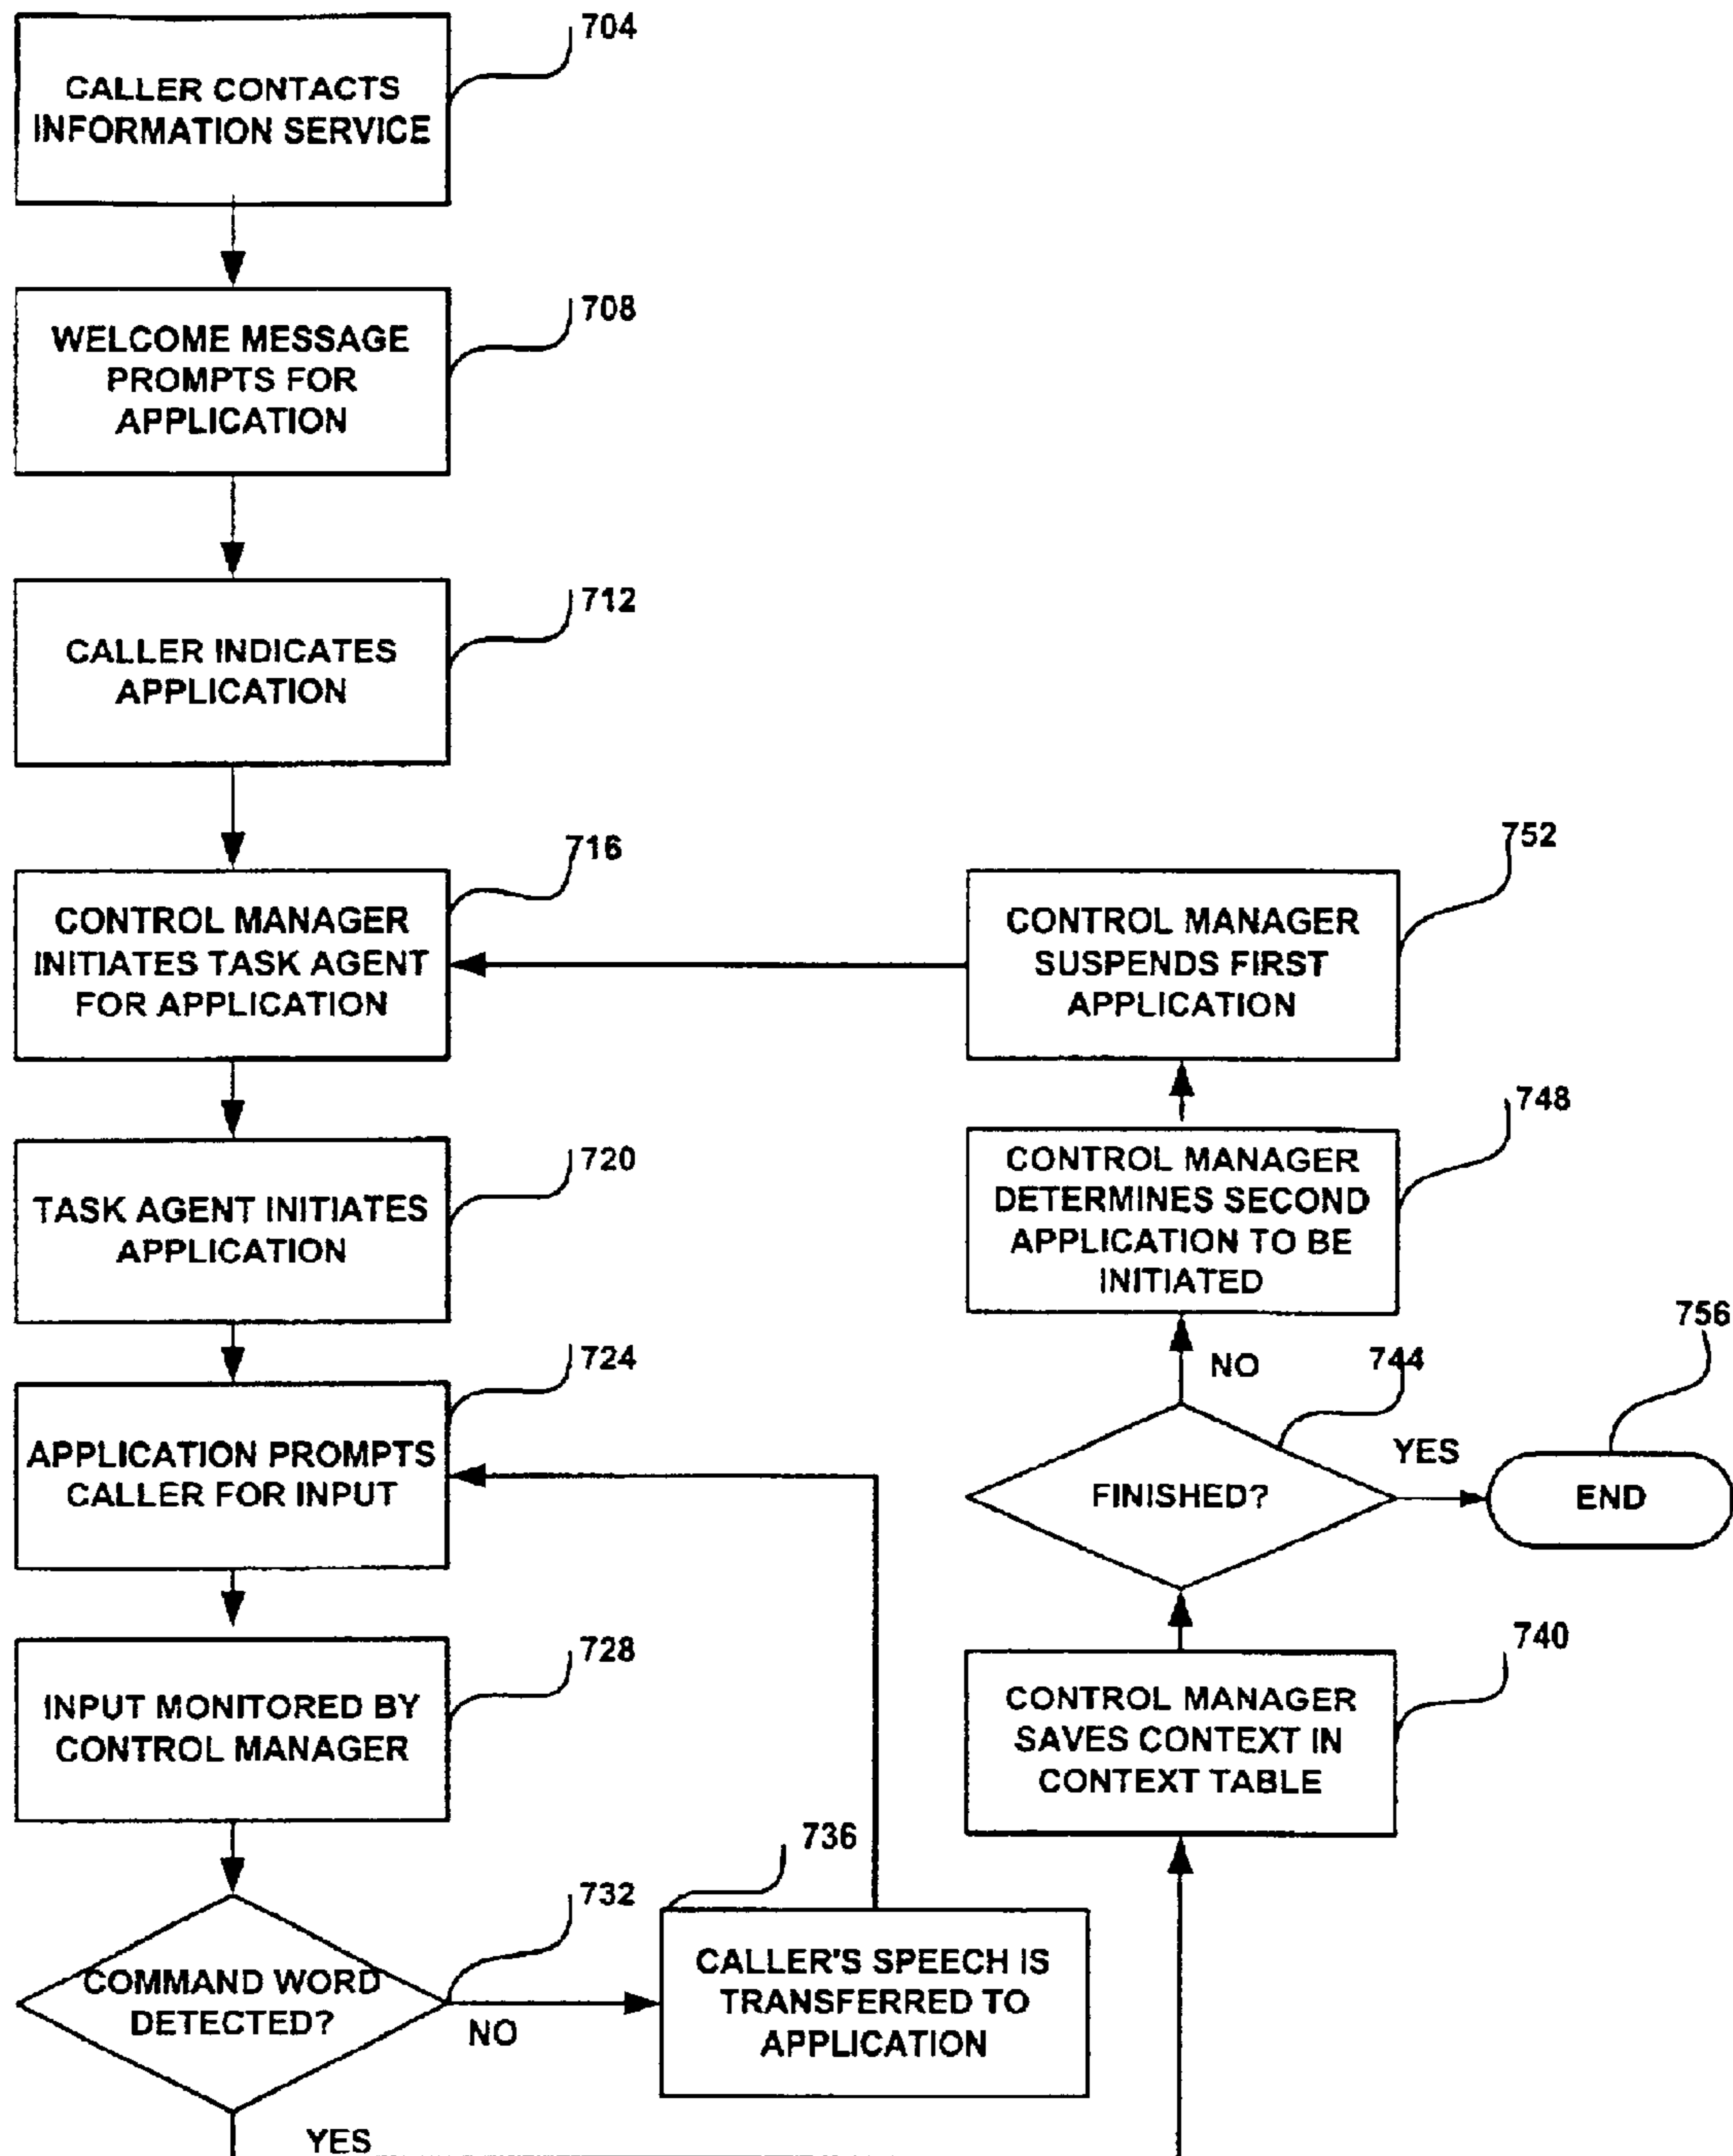 704
CALLER CONTACTS
INFORMATION SERVICE
708
WELCOME MESSAGE
PROMPTS FOR
APPLICATION
712
CALLER INDICATES
APPLICATION
716
CONTROL MANAGER
INITIATES TASK AGENT
FOR APPLICATION
720
TASK AGENT INITIATES
APPLICATION
724
APPLICATION PROMPTS
CALLER FOR INPUT
728
INPUT MONITORED BY
CONTROL MANAGER
732
COMMAND WORD
DETECTED?
NO
YES
736
CALLER'S SPEECH IS
TRANSFERRED TO
APPLICATION
740
CONTROL MANAGER
SAVES CONTEXT IN
CONTEXT TABLE
744
FINISHED?
NO
YES
756
END
748
CONTROL MANAGER
DETERMINES SECOND
APPLICATION TO BE
INITIATED
752
CONTROL MANAGER
SUSPENDS FIRST
APPLICATION